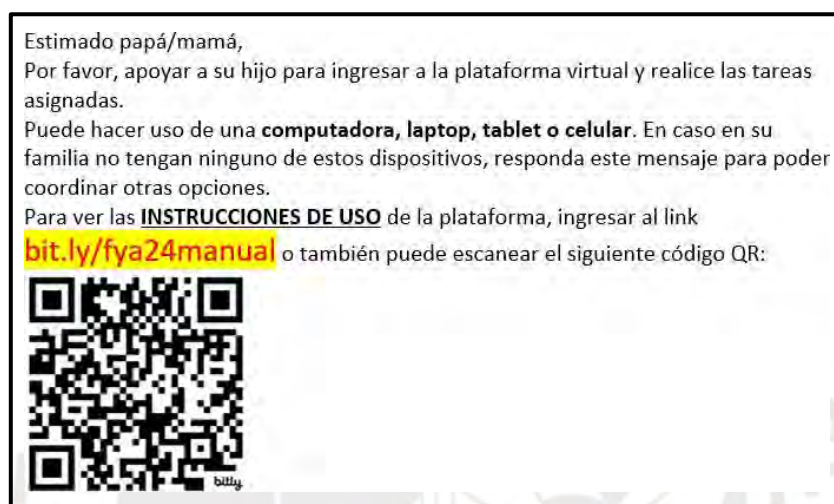 Estimado papá/mamá,
Por favor, apoyar a su hijo para ingresar a la plataforma virtual y realice las tareas
asignadas.
Puede hacer uso de una computadora, laptop, tablet o celular. En caso en su
familia no tengan ninguno de estos dispositivos, responda este mensaje para poder
coordinar otras opciones.
Para ver las INSTRUCCIONES DE USO de la plataforma, ingresar al link
bit.ly/fya24manual o también puede escanear el siguiente código QR:
bitly